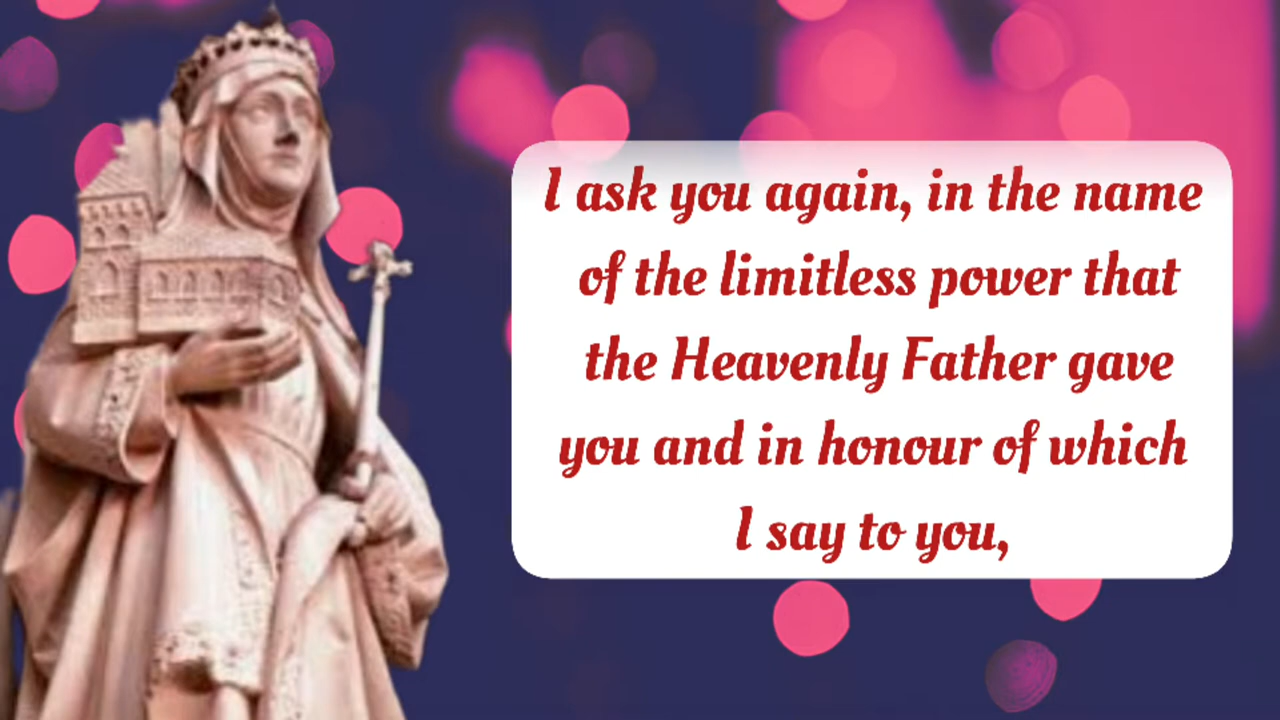 I ask you again, in the name
of the limitless power that
the Heavenly Father gave
you and in honour of which
I say to you,